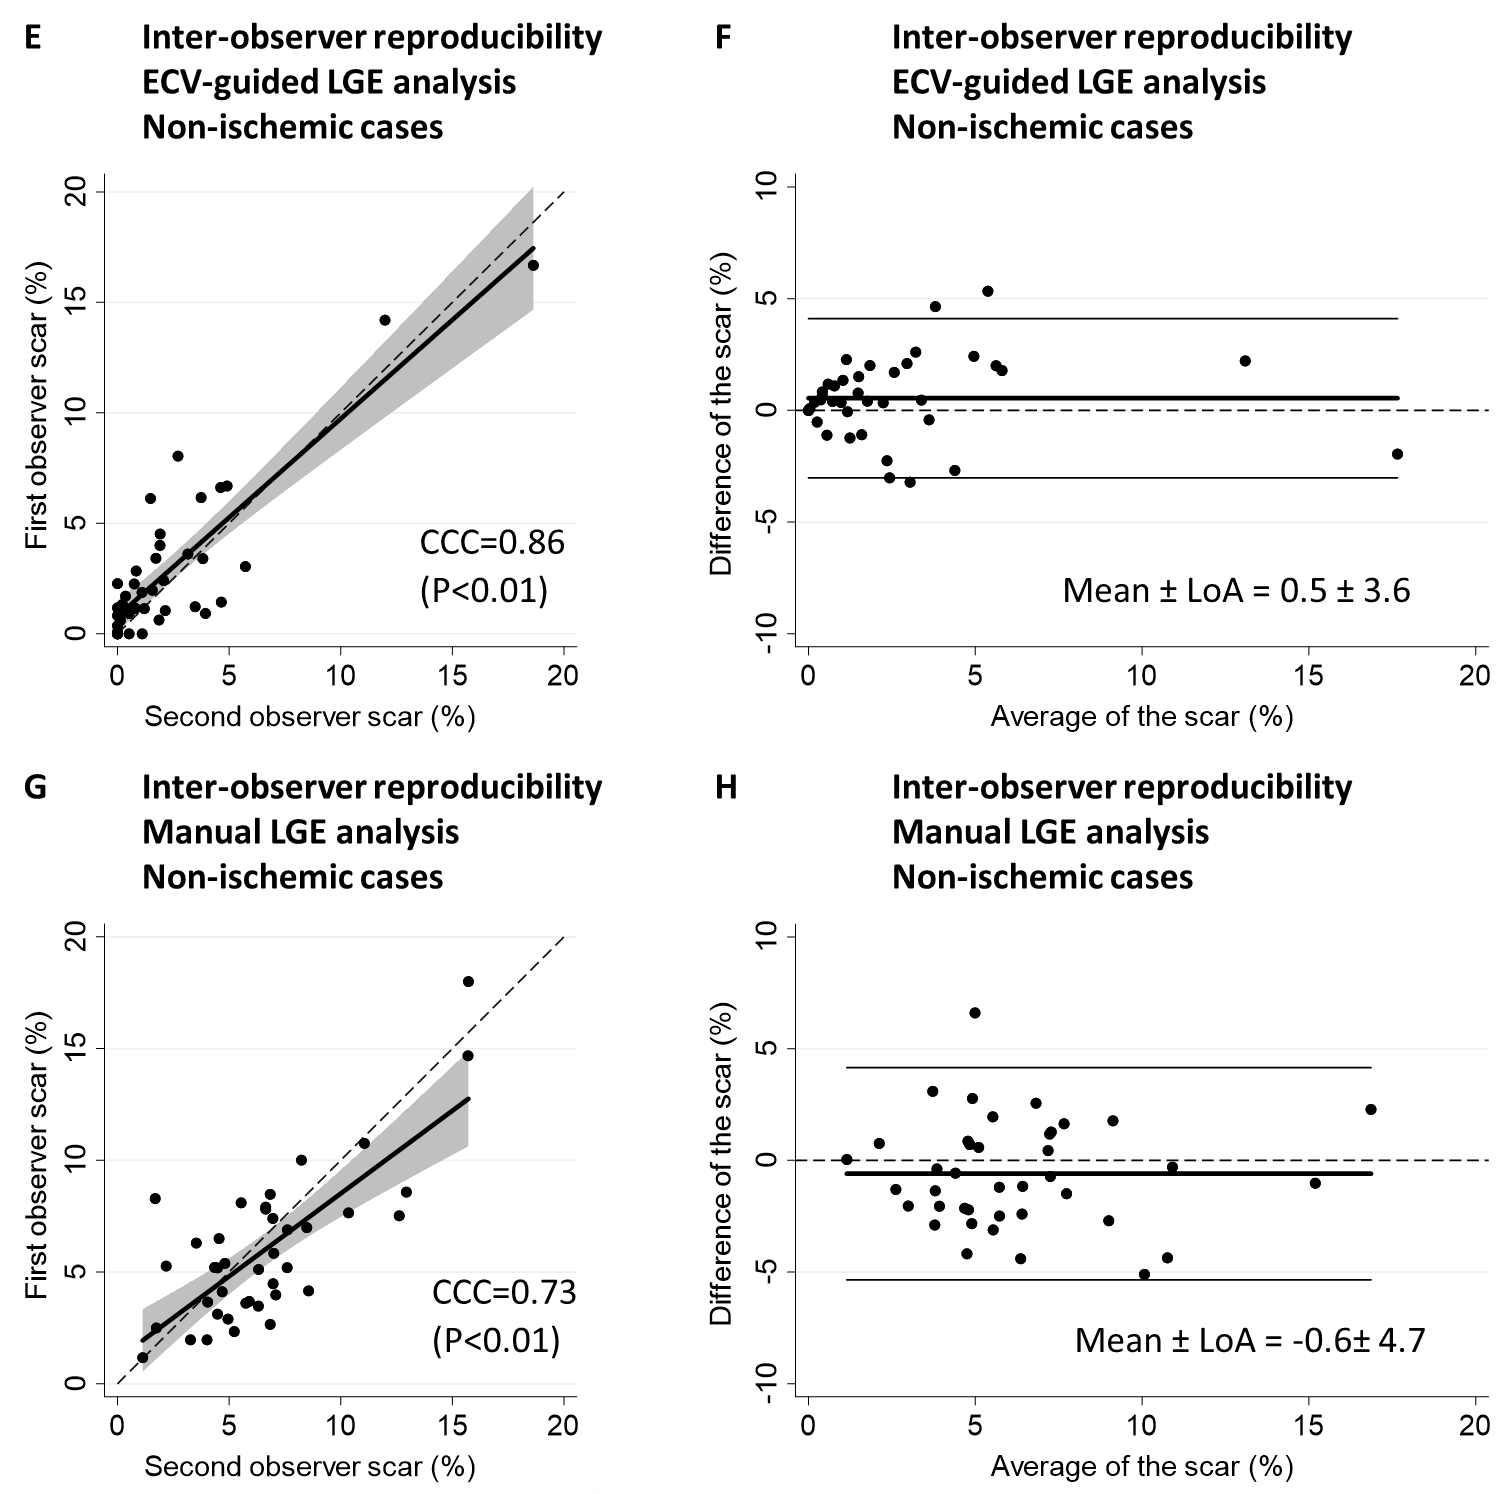 E
Inter-observer reproducibility
ECV-guided LGE analysis
Non-ischemic cases
First observer scar (%)
20
15
10
5
0
CCC=0.86
(P<0.01)
0 5 10 15 20
Second observer scar (%)
F
Inter-observer reproducibility
ECV-guided LGE analysis
Non-ischemic cases
Difference of the scar (%)
10
5
0
-5
-10
Mean ± LoA = 0.5 ± 3.6
0 5 10 15 20
Average of the scar (%)
G
Inter-observer reproducibility
Manual LGE analysis
Non-ischemic cases
First observer scar (%)
20
15
10
5
0
CCC=0.73
(P<0.01)
0 5 10 15 20
Second observer scar (%)
H
Inter-observer reproducibility
Manual LGE analysis
Non-ischemic cases
Difference of the scar (%)
10
5
0
-5
-10
Mean ± LoA = -0.6± 4.7
0 5 10 15 20
Average of the scar (%)